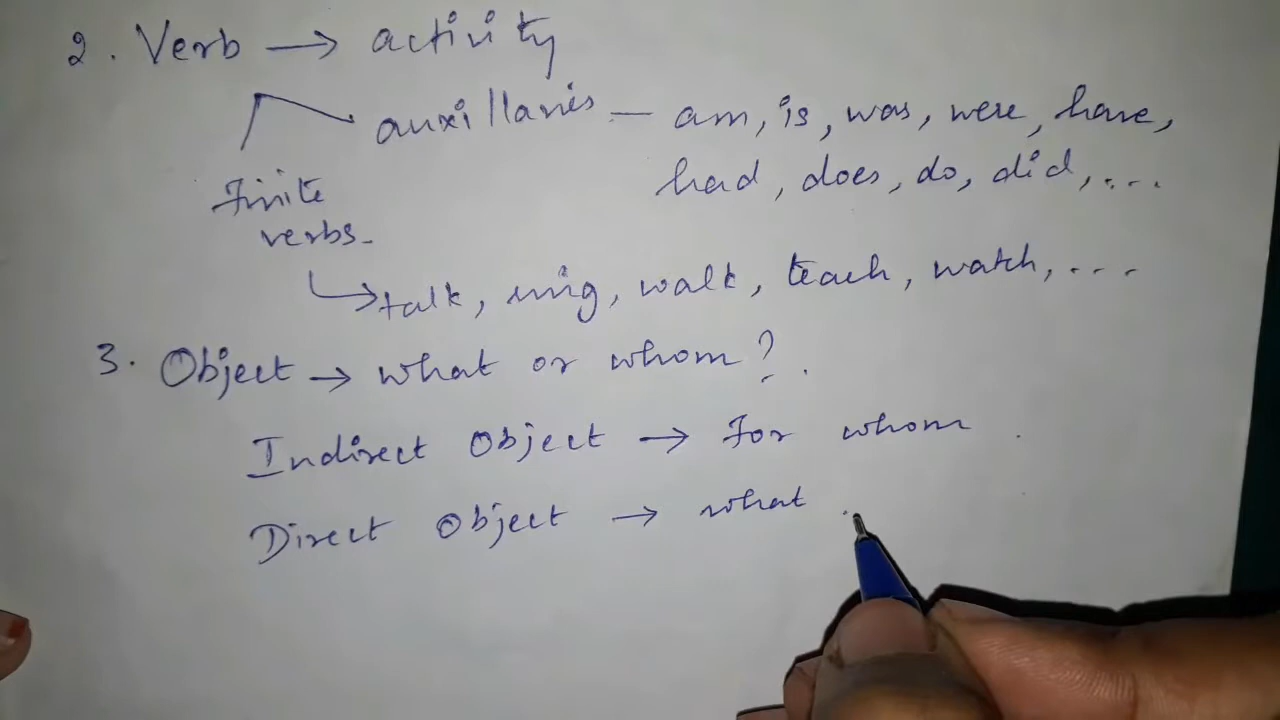 2. Verb → activity
auxillaries — am, is, was, were, have,
had, does, do, did, ....
Finite
verbs -
talk, sing, walk, teach, watch, ....
3. Object → what or whom ? .
Indirect Object → For whom .
Direct Object → what .